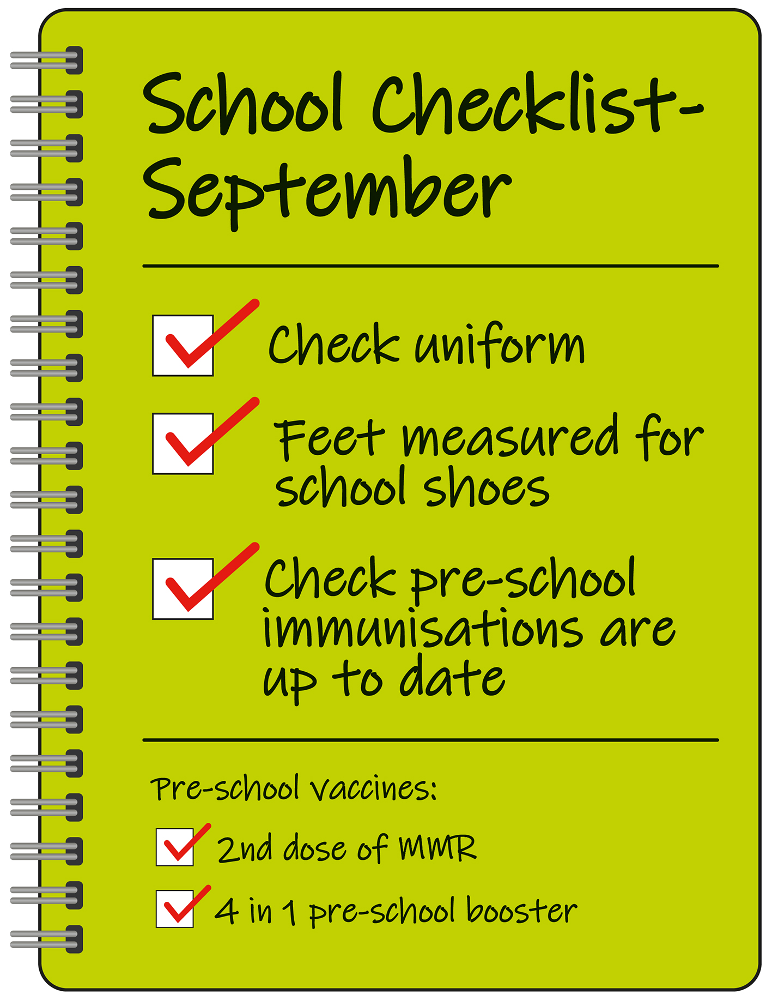 School Checklist-
September
Check uniform
Feet measured for
school shoes
Check pre-school
immunisations are
up to date
Pre-school vaccines:
2nd dose of MMR
4 in 1 pre-school booster